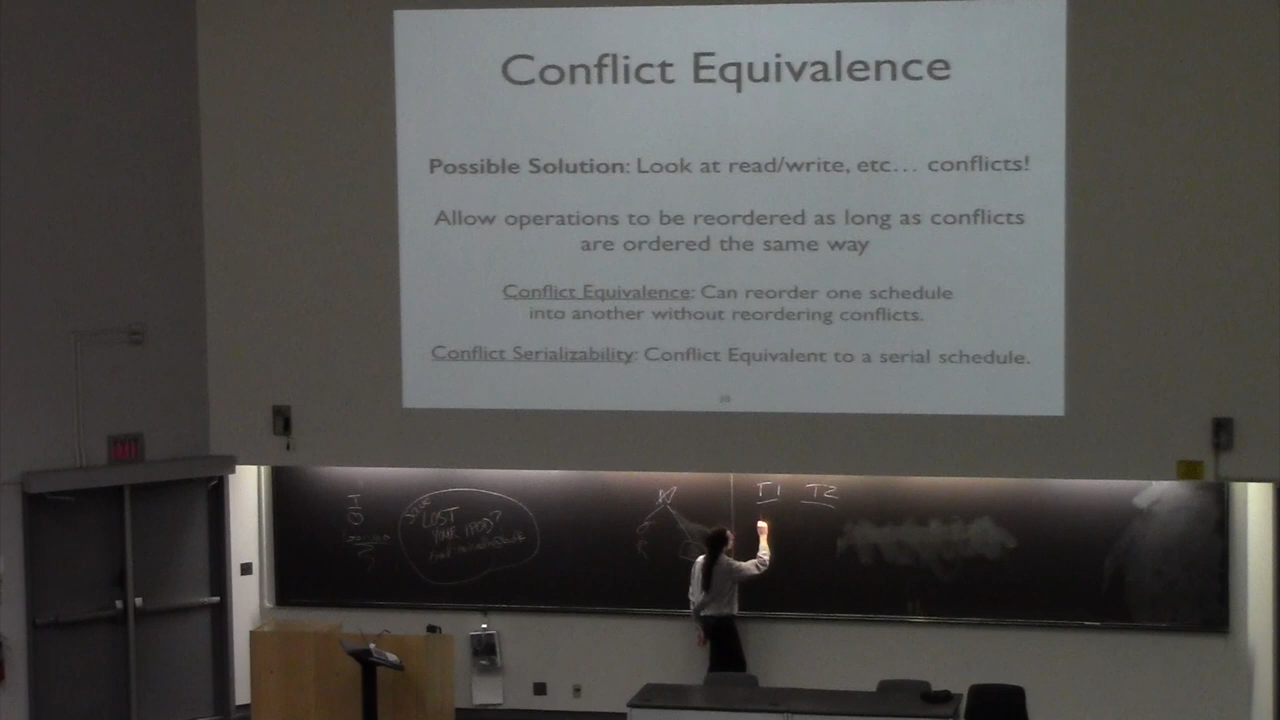 Conflict Equivalence
Possible Solution: Look at read/write, etc... conflicts!
Allow operations to be reordered as long as conflicts
are ordered the same way
Conflict Equivalence: Can reorder one schedule
into another without reordering conflicts.
Conflict Serializability: Conflict Equivalent to a serial schedule.
T1 T2
LOST
YOUR IPOD?